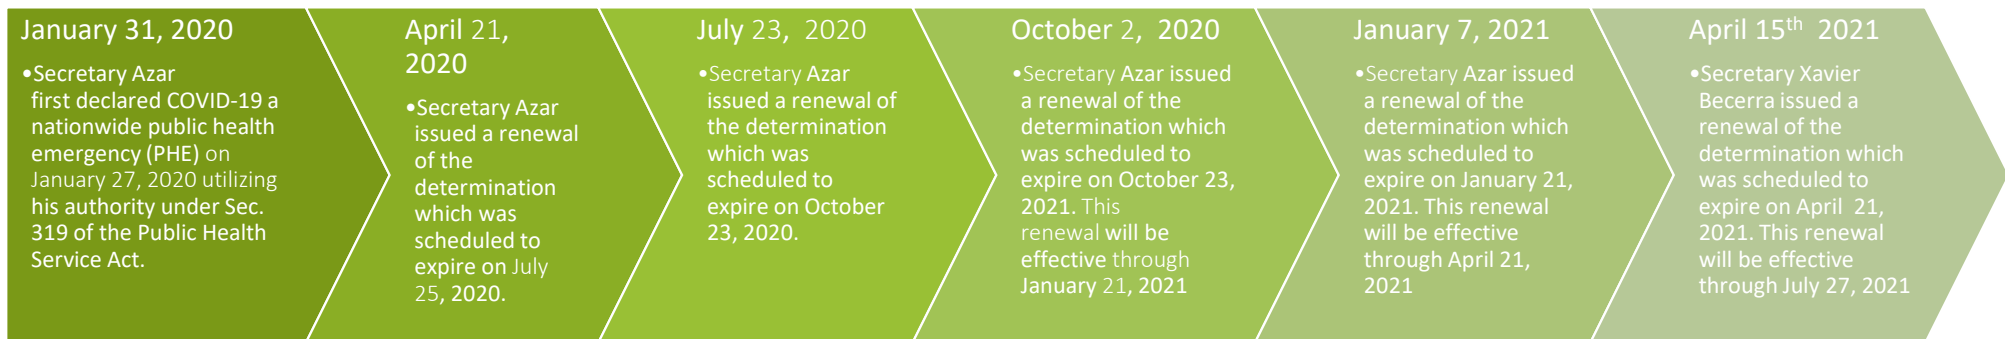 January 31, 2020
•Secretary Azar
first declared COVID-19 a
nationwide public health
emergency (PHE) on
January 27, 2020 utilizing
his authority under Sec.
319 of the Public Health
Service Act.
April 21,
2020
•Secretary Azar
issued a renewal
of the
determination
which was
scheduled to
expire on July
25, 2020.
July 23, 2020
•Secretary Azar
issued a renewal of
the determination
which was
scheduled to
expire on October
23, 2020.
October 2, 2020
•Secretary Azar issued
a renewal of the
determination which
was scheduled to
expire on October 23,
2021. This
renewal will be
effective through
January 21, 2021
January 7, 2021
•Secretary Azar issued
a renewal of the
determination which
was scheduled to
expire on January 21,
2021. This renewal
will be effective
through April 21,
2021
April 15th 2021
•Secretary Xavier
Becerra issued a
renewal of the
determination which
was scheduled to
expire on April 21,
2021. This renewal
will be effective
through July 27, 2021